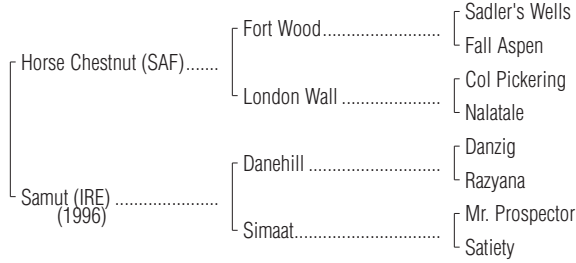 Sadler's Wells
Fort Wood
Fall Aspen
Horse Chestnut (SAF)
Col Pickering
London Wall
Nalatale
Danzig
Danehill
Razyana
Samut (IRE)
(1996)
Mr. Prospector
Simaat
Satiety